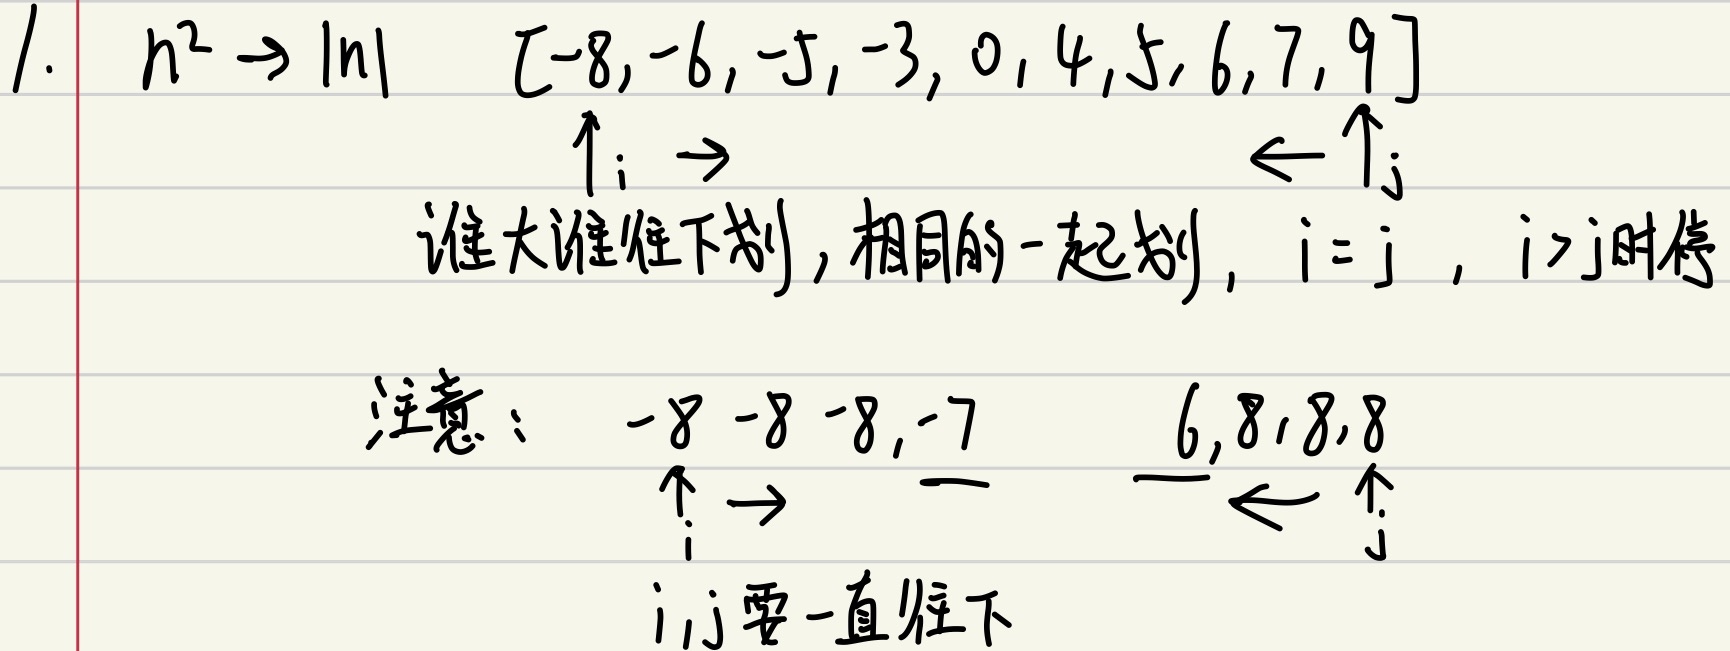 1. n² → |n| [-8, -6, -5, -3, 0, 4, 5, 6, 7, 9]
↑i → ← ↑j
谁大谁往下划, 相同的一起划, i=j, i>j时停
注意: -8 -8 -8, -7 6, 8, 8, 8
↑i → ← ↑j
i, j要一直往下